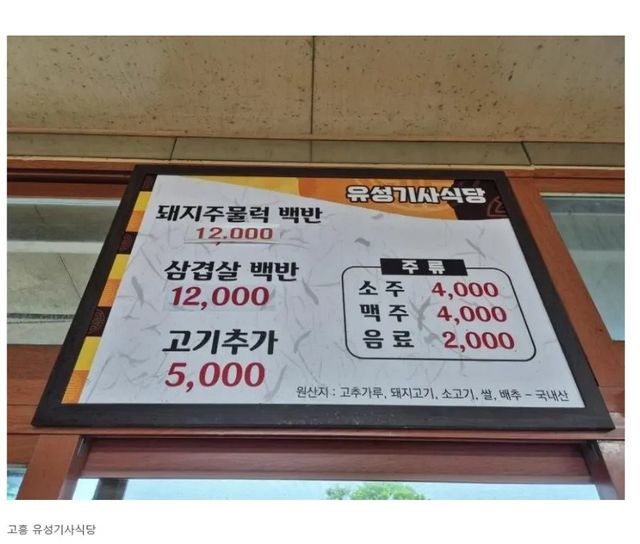 유성기사식당
돼지주물럭 백반
12,000
삼겹살 백반
12,000
고기추가
5,000
주 류
소주 4,000
맥주 4,000
음료 2,000
원산지 : 고추가루, 돼지고기, 소고기, 쌀, 배추 - 국내산
고흥 유성기사식당